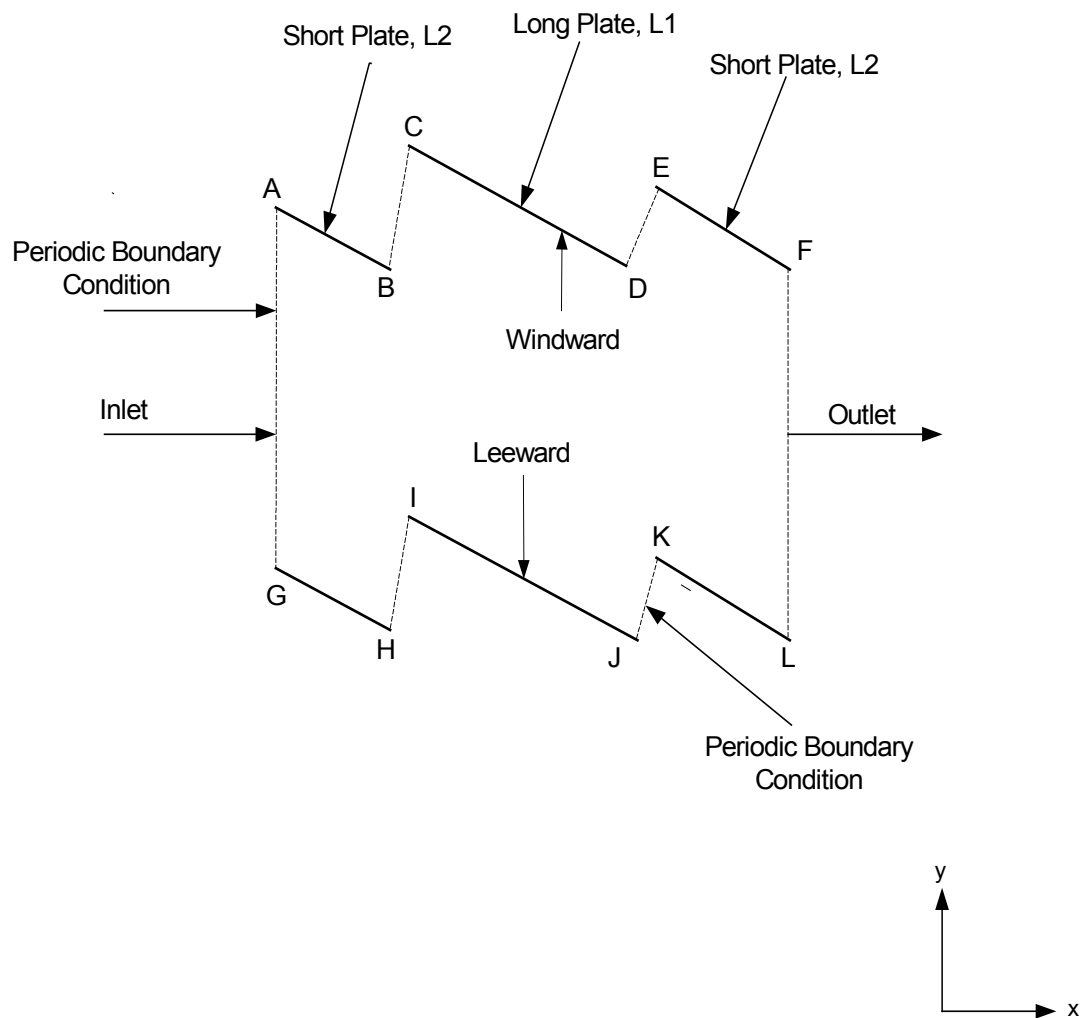 Short Plate, L2
Long Plate, L1
Short Plate, L2
C
E
A
F
Periodic Boundary
Condition
B
D
Windward
Inlet
Outlet
Leeward
I
K
G
H
J
L
Periodic Boundary
Condition
y
x